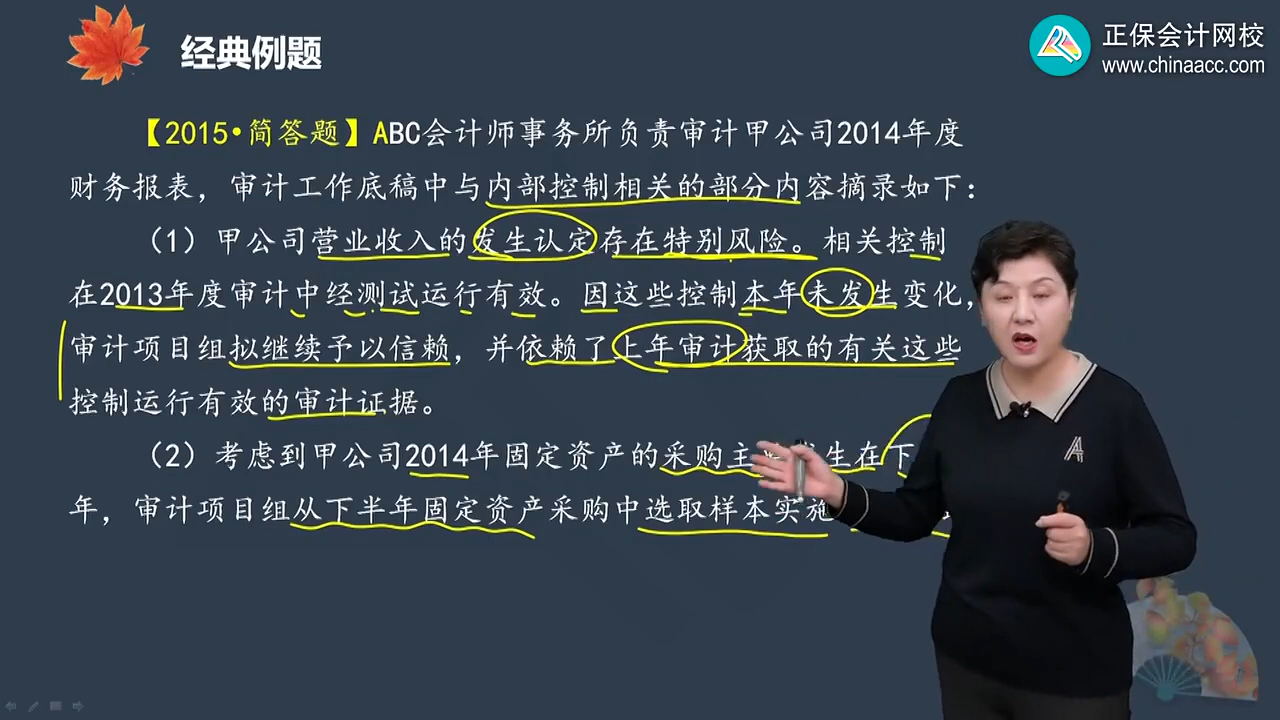 经典例题
正保会计网校
www.chinaacc.com
【2015•简答题】ABC会计师事务所负责审计甲公司2014年度
财务报表，审计工作底稿中与内部控制相关的部分内容摘录如下：
（1）甲公司营业收入的发生认定存在特别风险。相关控制
在2013年度审计中经测试运行有效。因这些控制本年未发生变化，
审计项目组拟继续予以信赖，并依赖了上年审计获取的有关这些
控制运行有效的审计证据。
（2）考虑到甲公司2014年固定资产的采购主 发生在下
年，审计项目组从下半年固定资产采购中选取样本实施
A